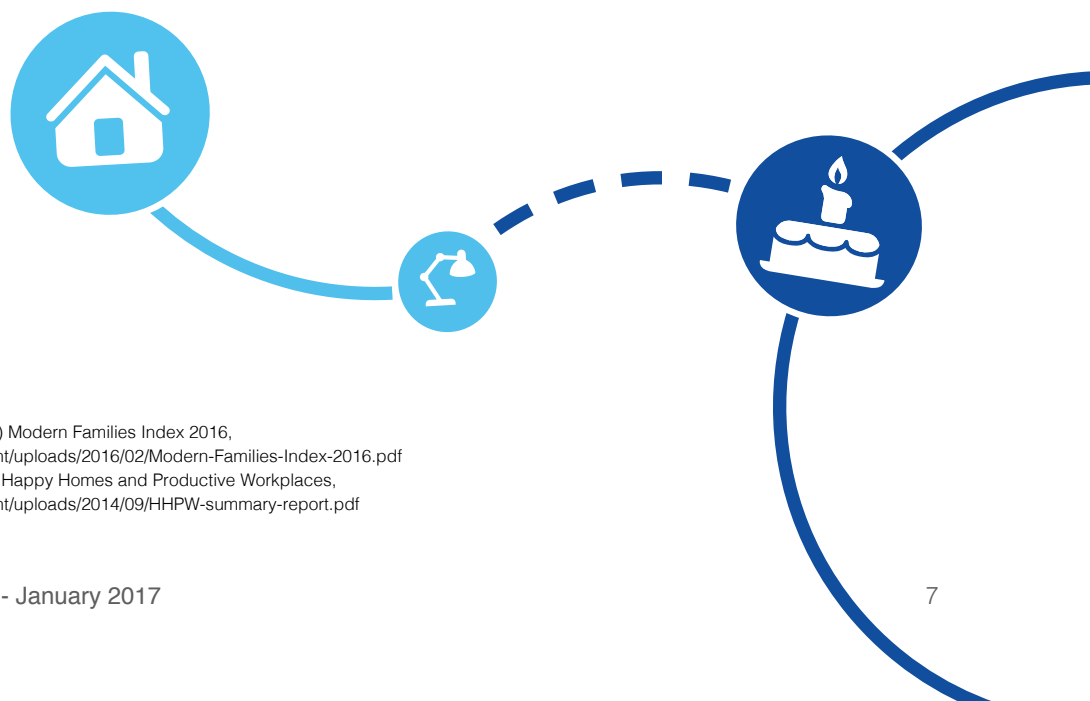 ) Modern Families Index 2016,
nt/uploads/2016/02/Modern-Families-Index-2016.pdf
Happy Homes and Productive Workplaces,
nt/uploads/2014/09/HHPW-summary-report.pdf
- January 2017
7